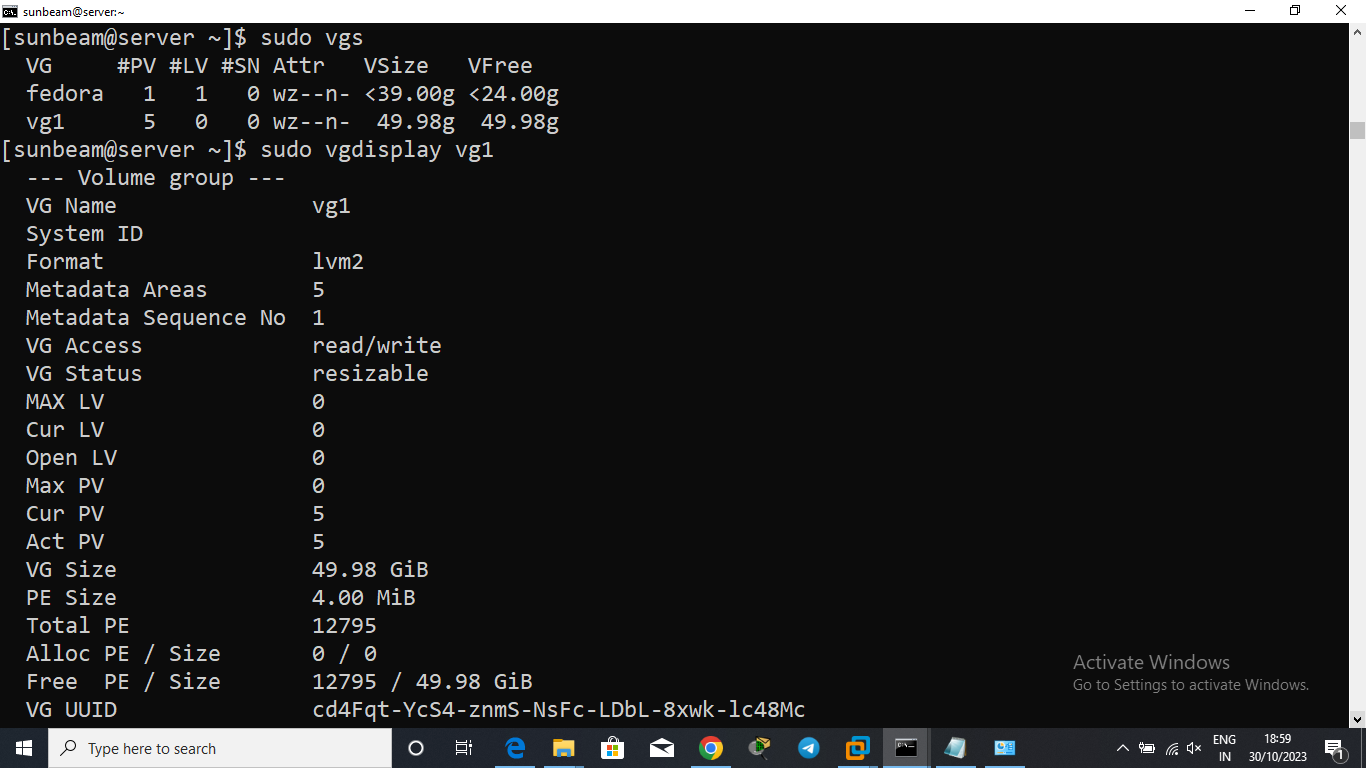 sunbeam@server:~
[sunbeam@server ~]$ sudo vgs
  VG     #PV #LV #SN Attr   VSize   VFree
  fedora   1   1   0 wz--n- <39.00g <24.00g
  vg1      5   0   0 wz--n-  49.98g  49.98g
[sunbeam@server ~]$ sudo vgdisplay vg1
  --- Volume group ---
  VG Name               vg1
  System ID
  Format                lvm2
  Metadata Areas        5
  Metadata Sequence No  1
  VG Access             read/write
  VG Status             resizable
  MAX LV                0
  Cur LV                0
  Open LV               0
  Max PV                0
  Cur PV                5
  Act PV                5
  VG Size               49.98 GiB
  PE Size               4.00 MiB
  Total PE              12795
  Alloc PE / Size       0 / 0
  Free  PE / Size       12795 / 49.98 GiB
  VG UUID               cd4Fqt-YcS4-znmS-NsFc-LDbL-8xwk-lc48Mc
Activate Windows
Go to Settings to activate Windows.
Type here to search
ENG
IN
18:59
30/10/2023
1